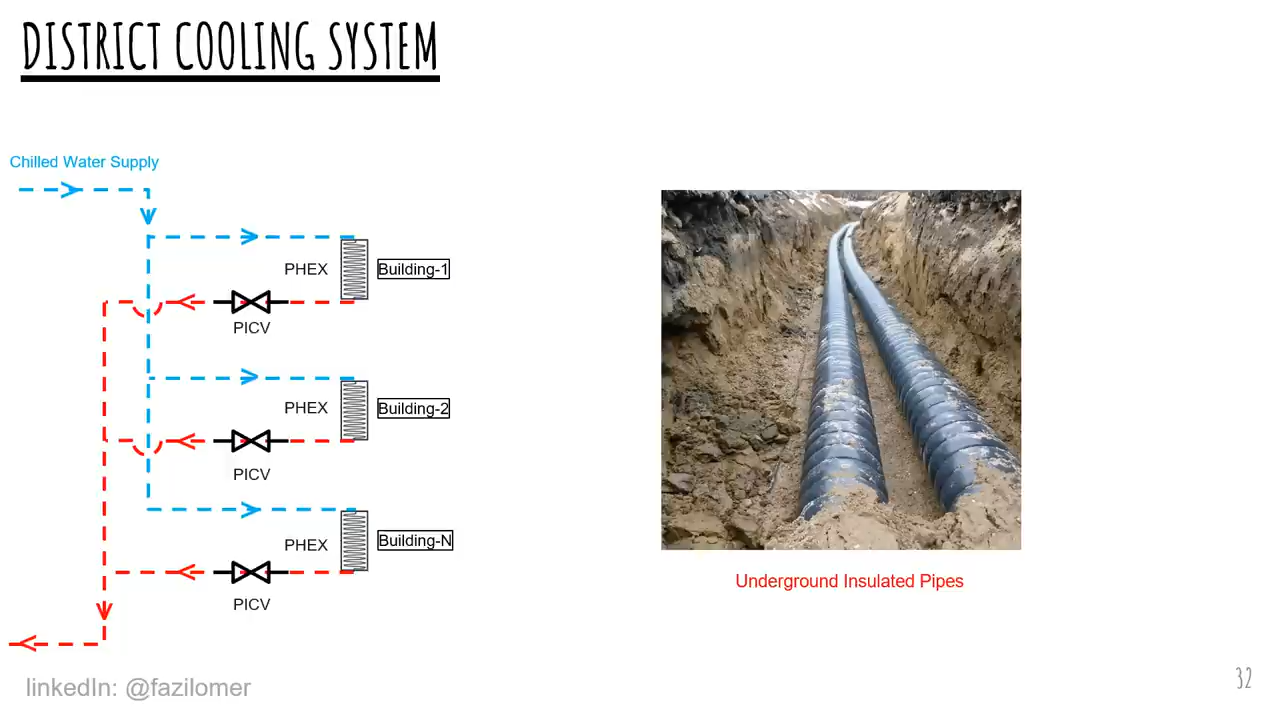 DISTRICT COOLING SYSTEM
Chilled Water Supply
PHEX
Building-1
PICV
PHEX
Building-2
PICV
PHEX
Building-N
PICV
Underground Insulated Pipes
linkedIn: @fazilomer
32